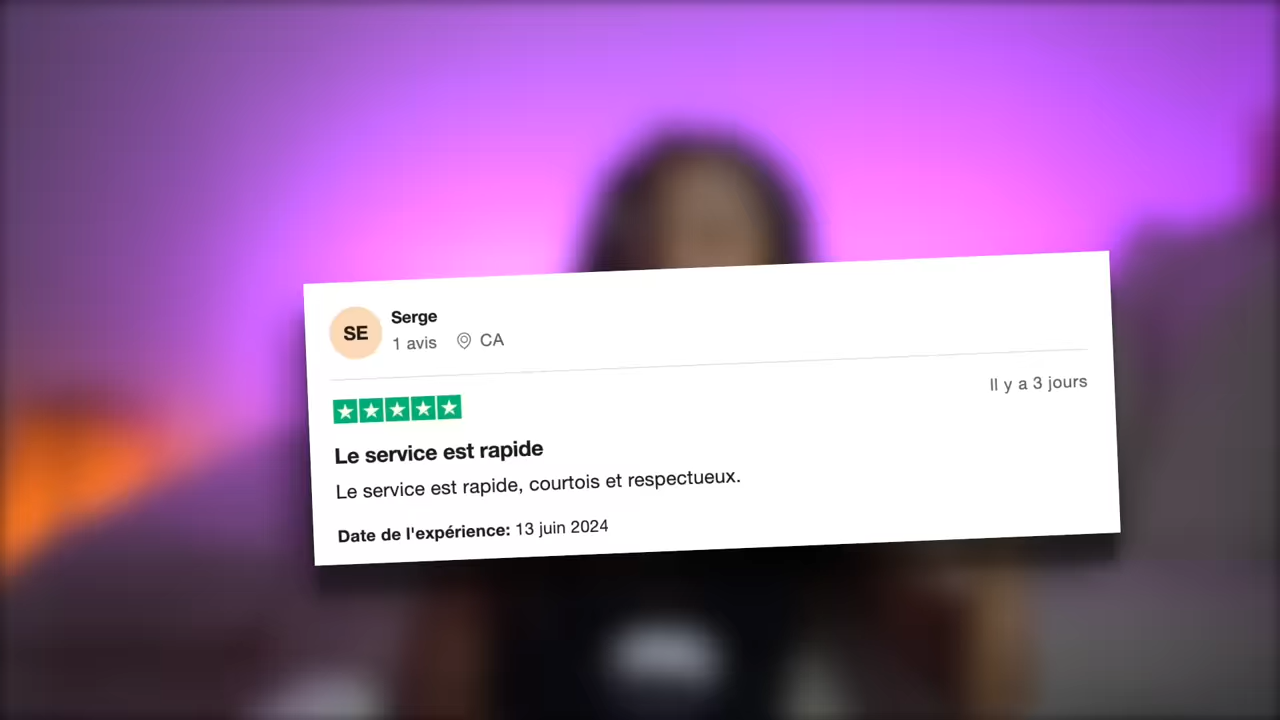 SE
Serge
1 avis CA
Il y a 3 jours
Le service est rapide
Le service est rapide, courtois et respectueux.
Date de l'expérience: 13 juin 2024